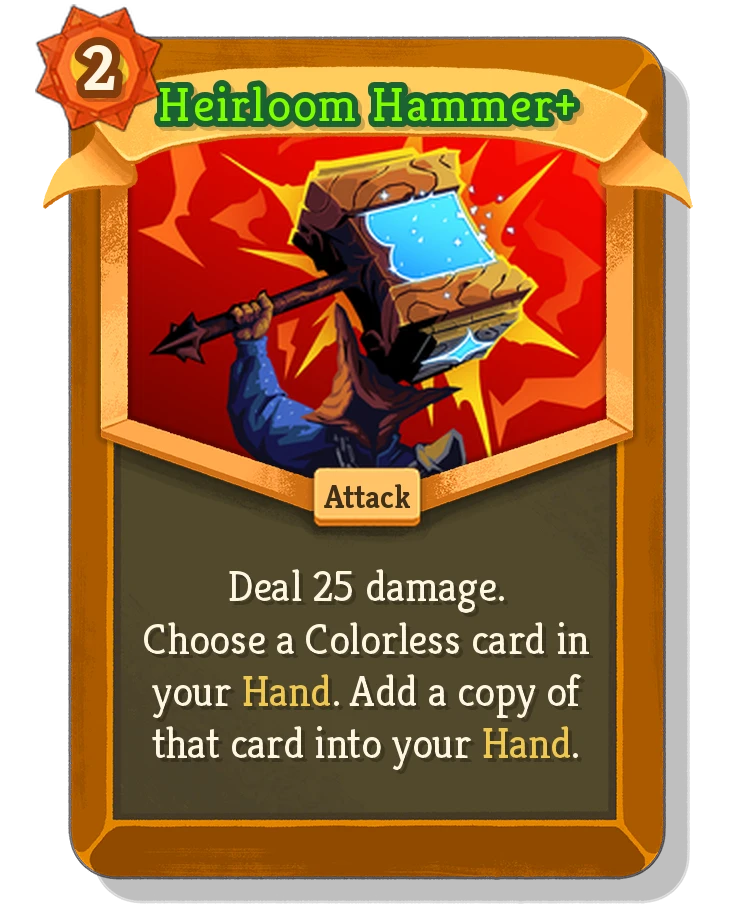 2
Heirloom Hammer+
Attack
Deal 25 damage.
Choose a Colorless card in
your Hand. Add a copy of
that card into your Hand.